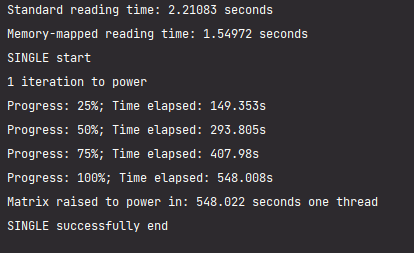 Standard reading time: 2.21083 seconds
Memory-mapped reading time: 1.54972 seconds
SINGLE start
1 iteration to power
Progress: 25%; Time elapsed: 149.353s
Progress: 50%; Time elapsed: 293.805s
Progress: 75%; Time elapsed: 407.98s
Progress: 100%; Time elapsed: 548.008s
Matrix raised to power in: 548.022 seconds one thread
SINGLE successfully end